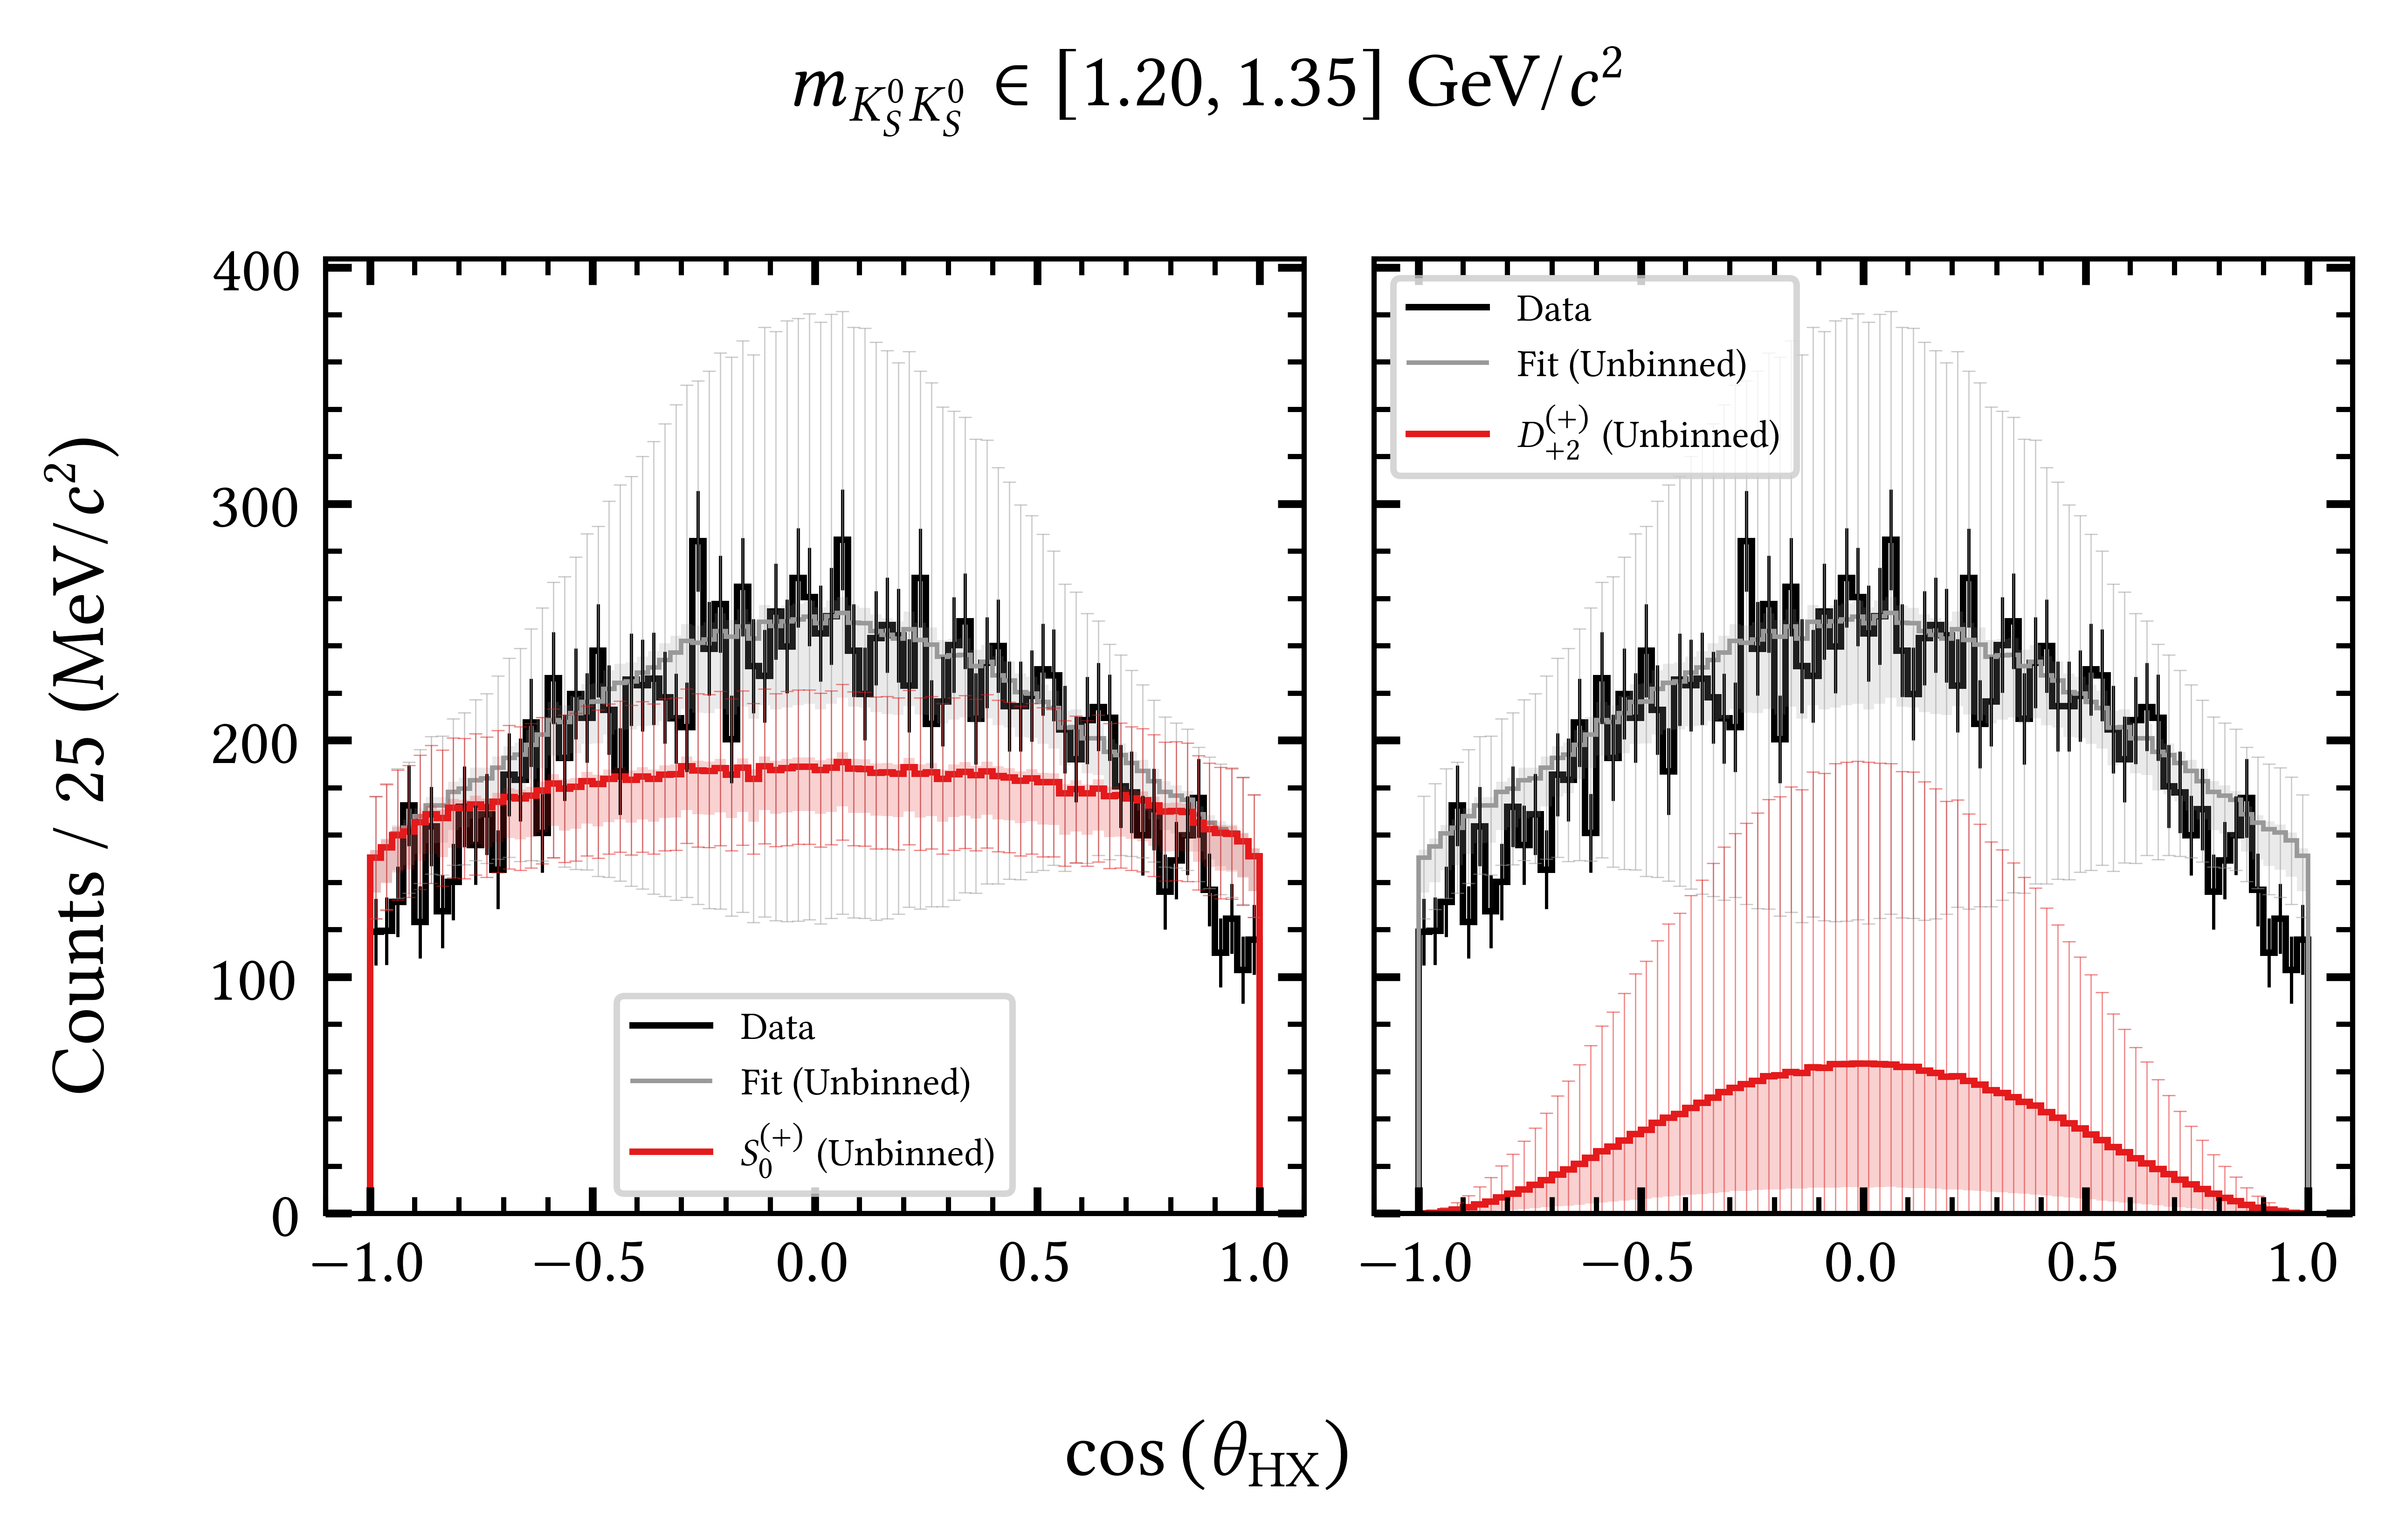 m_{K_S^0 K_S^0} ∈ [1.20, 1.35] GeV/c²
Counts / 25 (MeV/c²)
400
300
200
100
0
Data
Fit (Unbinned)
S_0^{(+)} (Unbinned)
−1.0 −0.5 0.0 0.5 1.0
Data
Fit (Unbinned)
D_{+2}^{(+)} (Unbinned)
−1.0 −0.5 0.0 0.5 1.0
cos (θ_{HX})